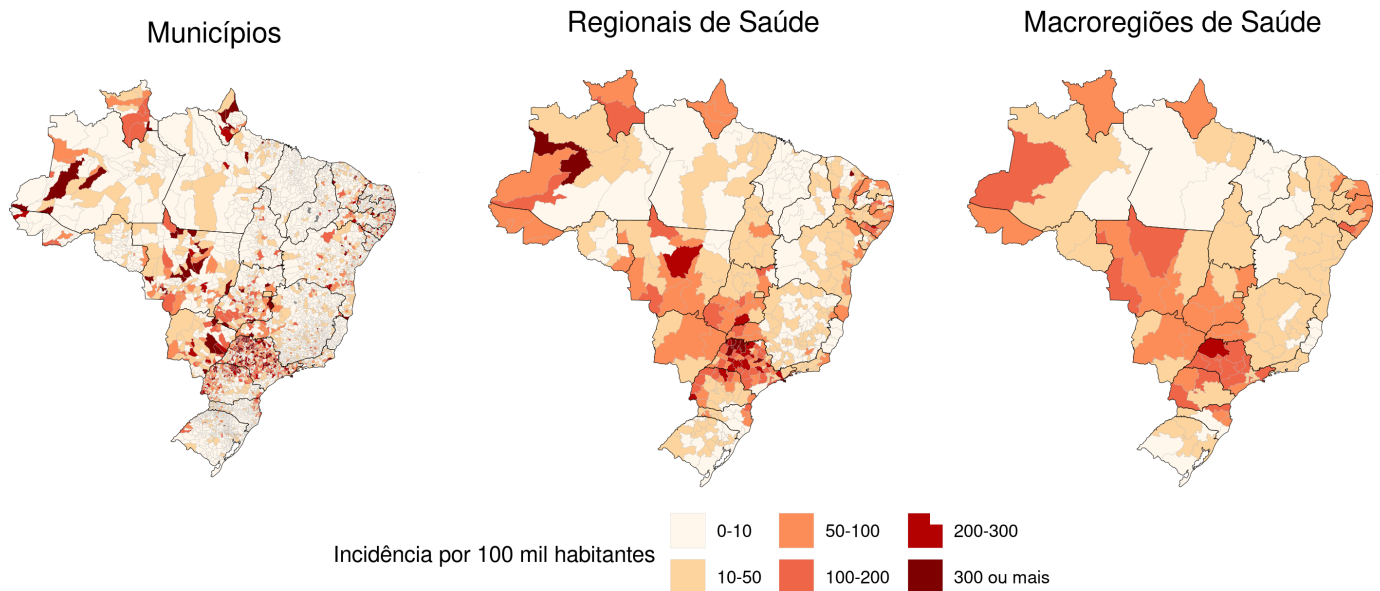 Municípios
Regionais de Saúde
Macroregiões de Saúde
Incidência por 100 mil habitantes
0-10
50-100
200-300
10-50
100-200
300 ou mais